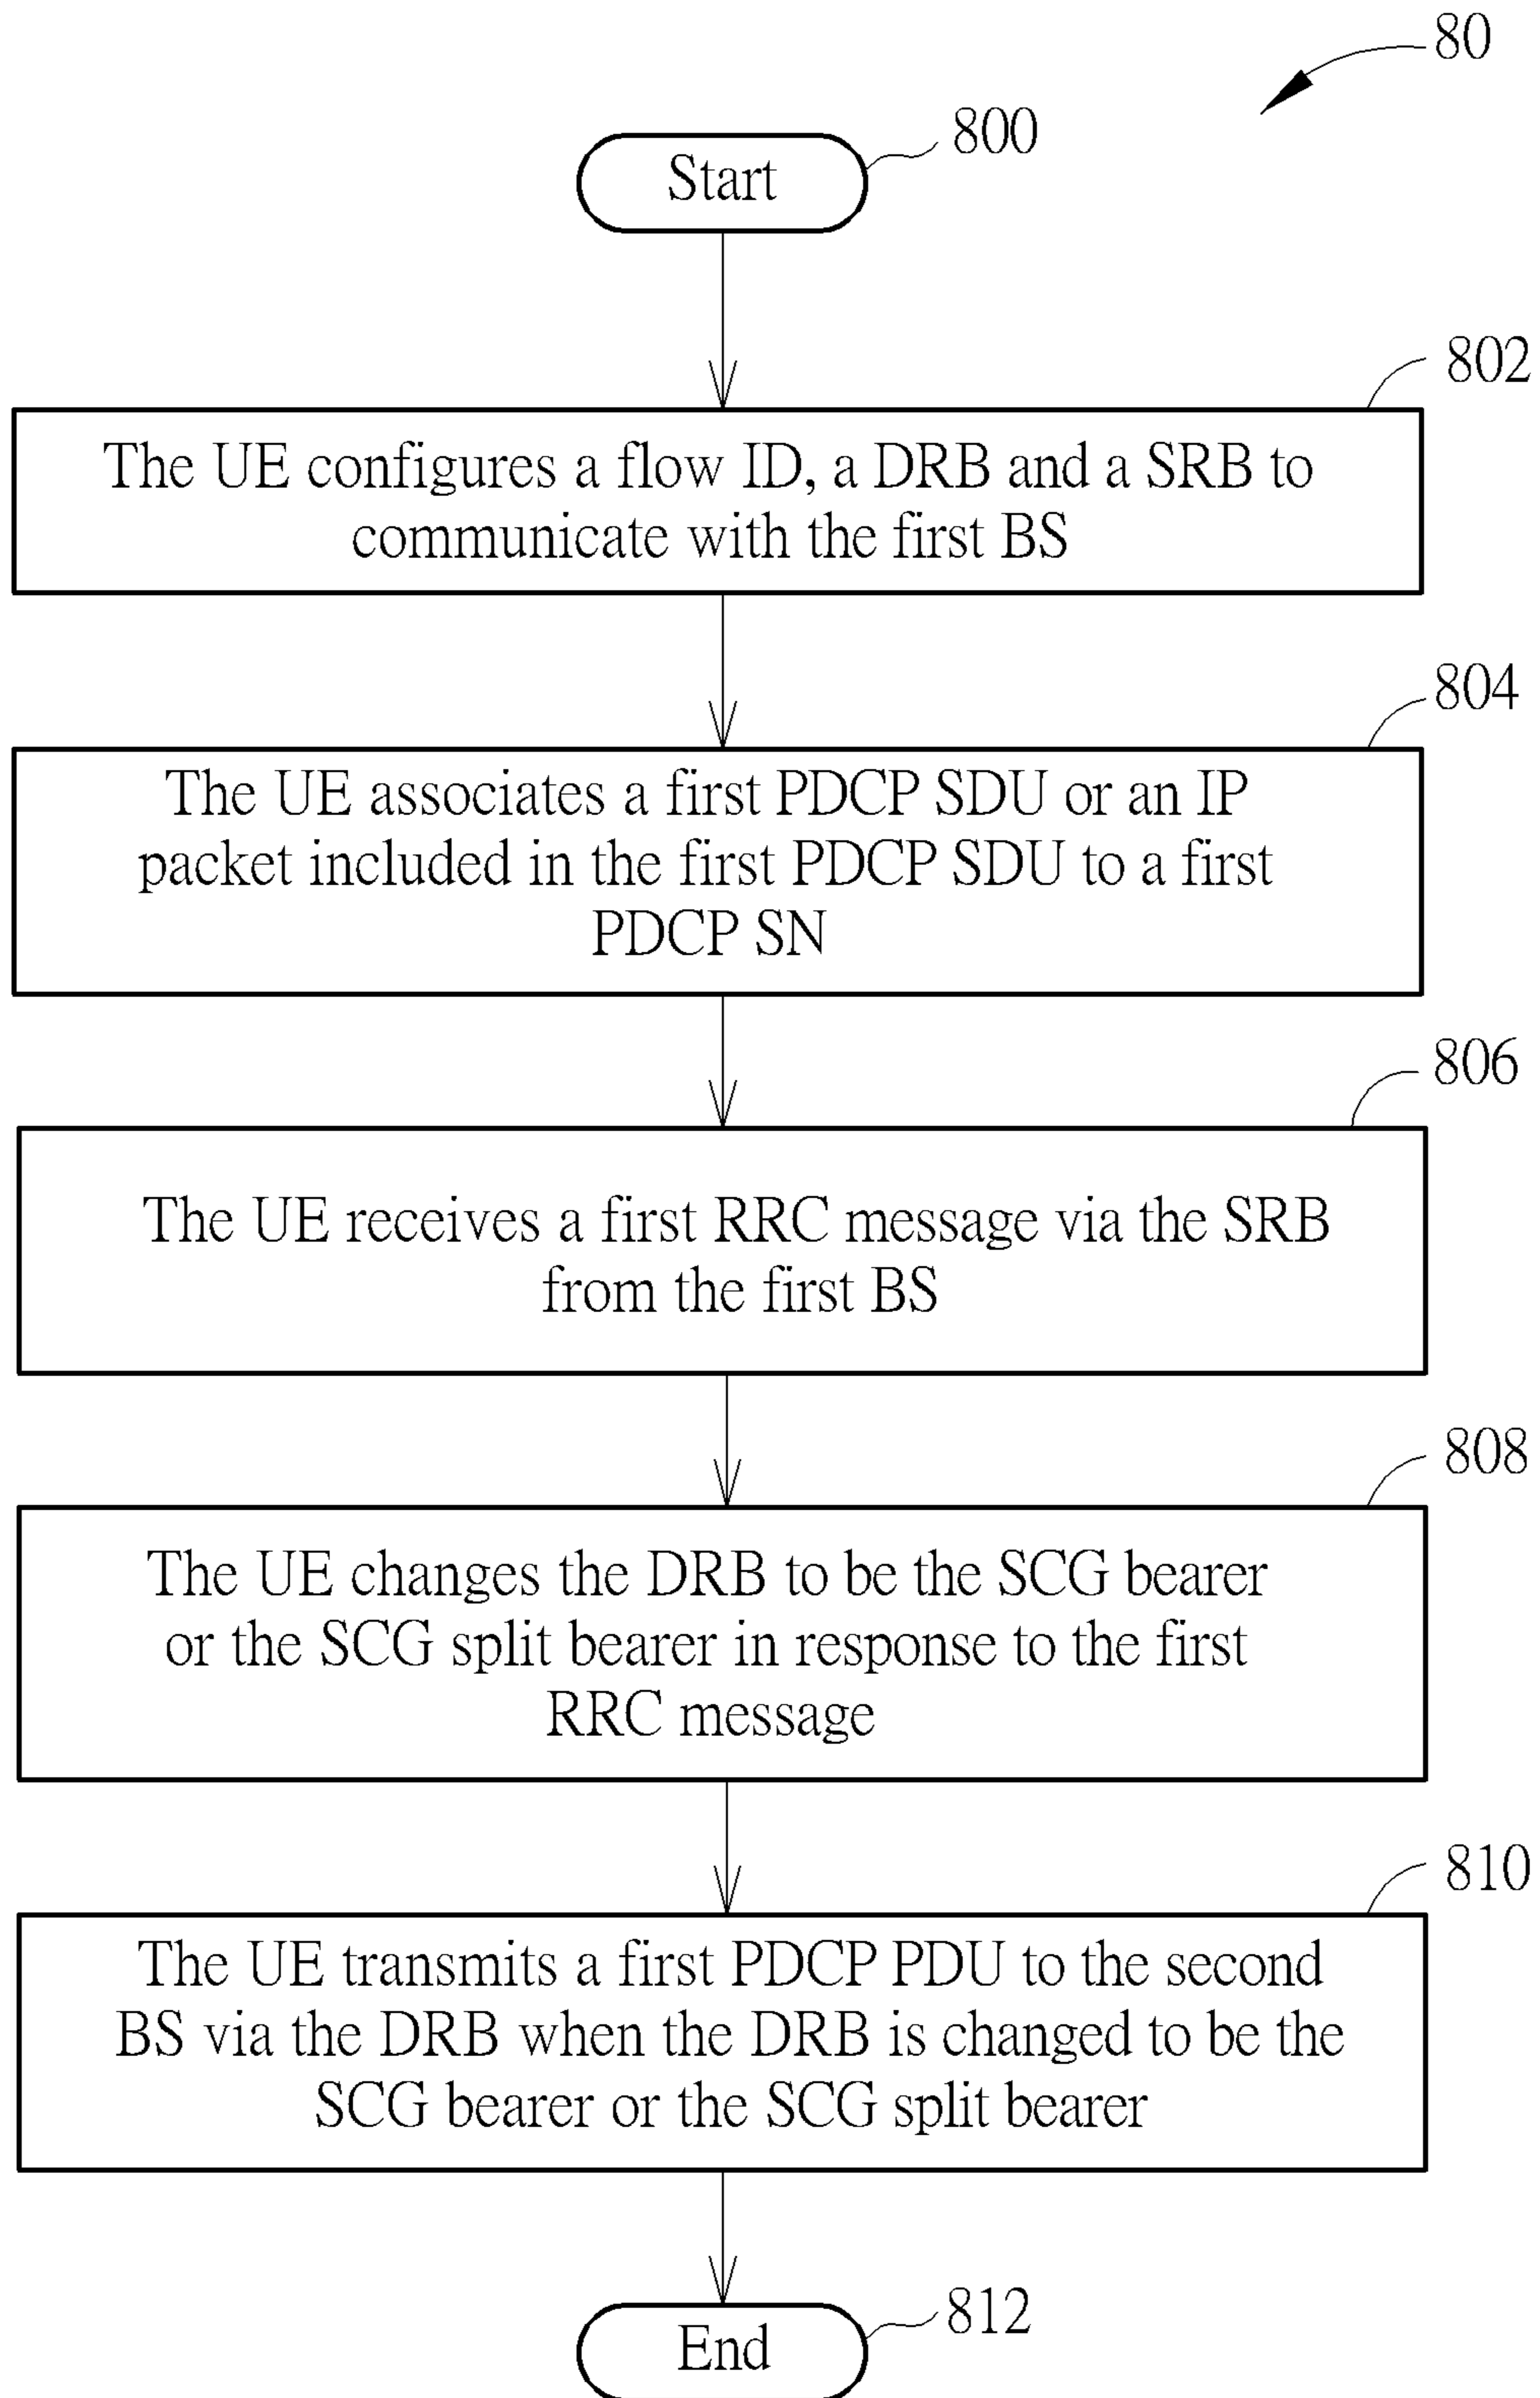 80
800
Start
802
The UE configures a flow ID, a DRB and a SRB to
communicate with the first BS
804
The UE associates a first PDCP SDU or an IP
packet included in the first PDCP SDU to a first
PDCP SN
806
The UE receives a first RRC message via the SRB
from the first BS
808
The UE changes the DRB to be the SCG bearer
or the SCG split bearer in response to the first
RRC message
810
The UE transmits a first PDCP PDU to the second
BS via the DRB when the DRB is changed to be the
SCG bearer or the SCG split bearer
812
End